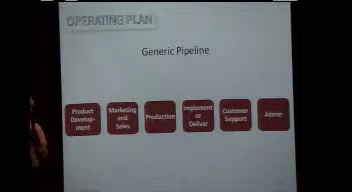 OPERATING PLAN
Generic Pipeline
Product
Develop-
ment
Marketing
and
Sales
Production
Implement
or
Deliver
Customer
Support
Admin